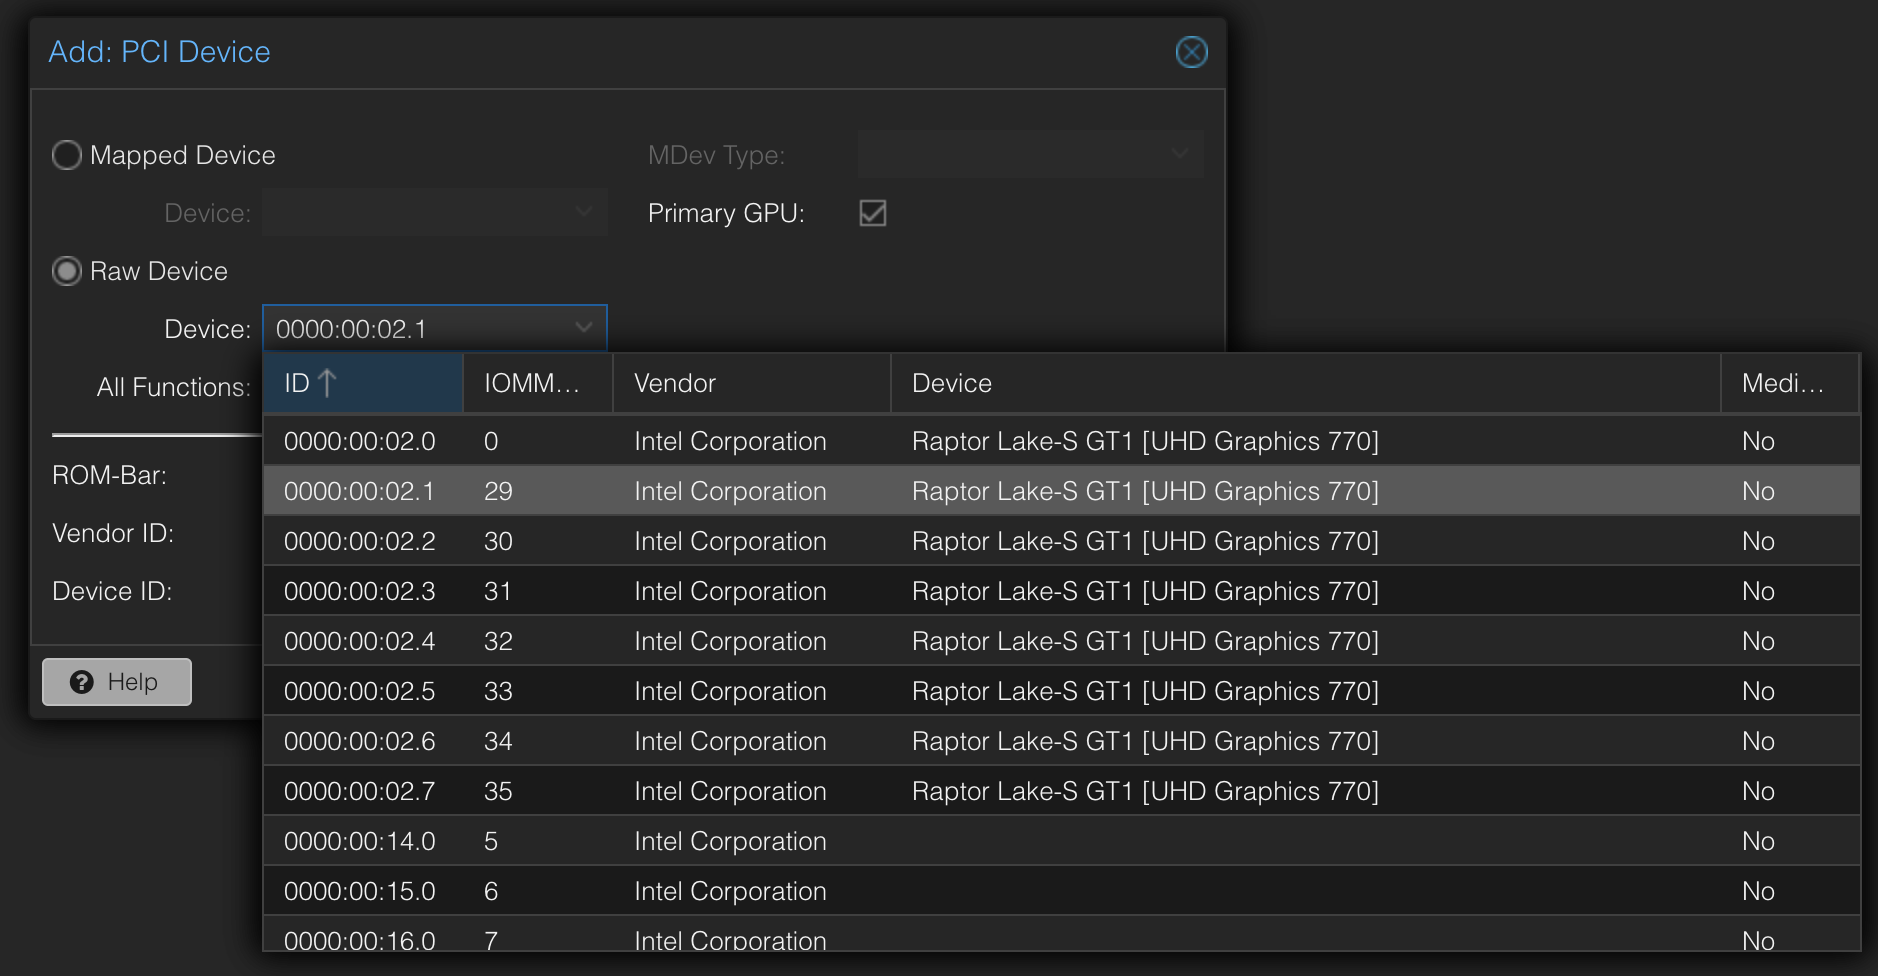 Add: PCI Device
Mapped Device
MDev Type:
Device:
Primary GPU:
Raw Device
Device: 0000:00:02.1
All Functions:
ROM-Bar:
Vendor ID:
Device ID:
Help
ID IOMM... Vendor Device Medi...
0000:00:02.0 0 Intel Corporation Raptor Lake-S GT1 [UHD Graphics 770] No
0000:00:02.1 29 Intel Corporation Raptor Lake-S GT1 [UHD Graphics 770] No
0000:00:02.2 30 Intel Corporation Raptor Lake-S GT1 [UHD Graphics 770] No
0000:00:02.3 31 Intel Corporation Raptor Lake-S GT1 [UHD Graphics 770] No
0000:00:02.4 32 Intel Corporation Raptor Lake-S GT1 [UHD Graphics 770] No
0000:00:02.5 33 Intel Corporation Raptor Lake-S GT1 [UHD Graphics 770] No
0000:00:02.6 34 Intel Corporation Raptor Lake-S GT1 [UHD Graphics 770] No
0000:00:02.7 35 Intel Corporation Raptor Lake-S GT1 [UHD Graphics 770] No
0000:00:14.0 5 Intel Corporation No
0000:00:15.0 6 Intel Corporation No
0000:00:16.0 7 Intel Corporation No